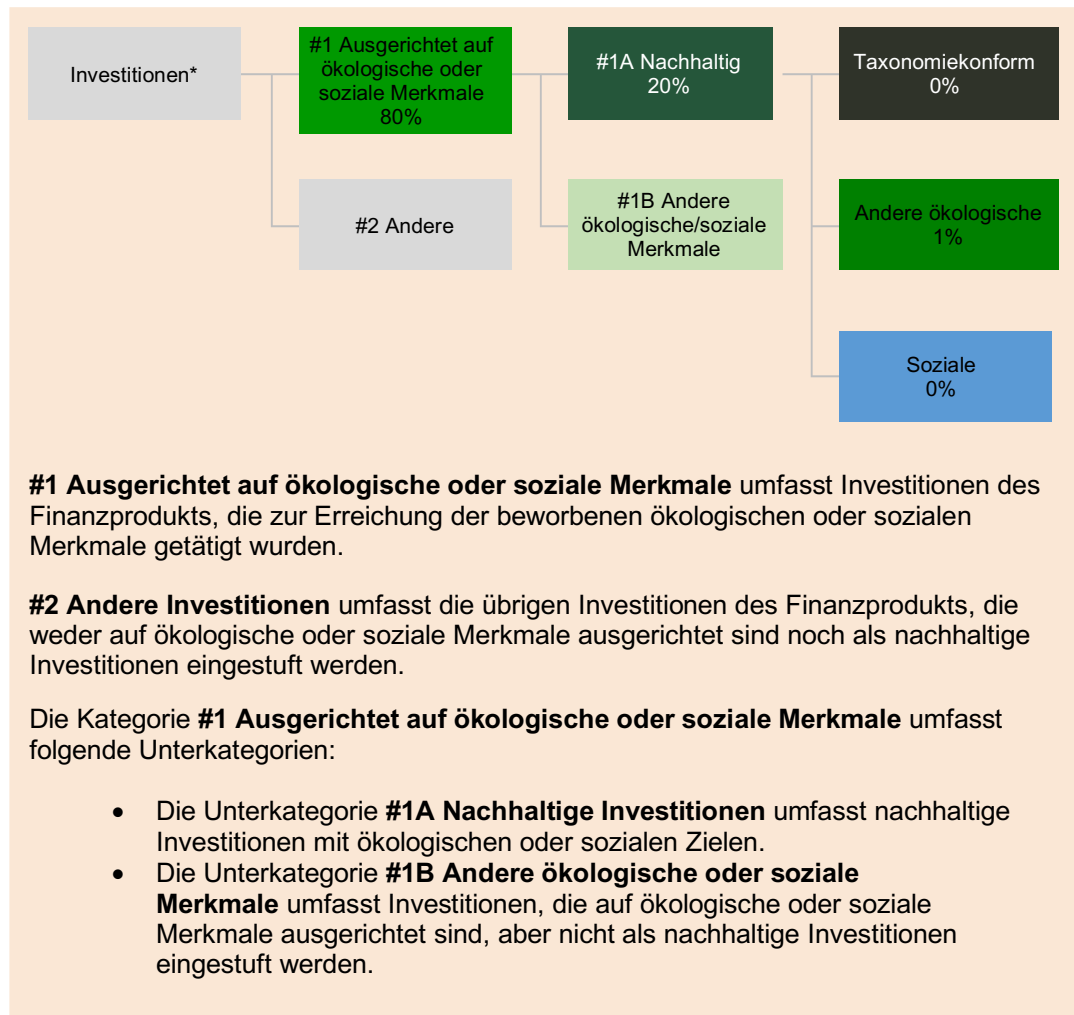 Investitionen*
#1 Ausgerichtet auf
ökologische oder
soziale Merkmale
80%
#1A Nachhaltig
20%
Taxonomiekonform
0%
#2 Andere
#1B Andere
ökologische/soziale
Merkmale
Andere ökologische
1%
Soziale
0%
#1 Ausgerichtet auf ökologische oder soziale Merkmale umfasst Investitionen des
Finanzprodukts, die zur Erreichung der beworbenen ökologischen oder sozialen
Merkmale getätigt wurden.
#2 Andere Investitionen umfasst die übrigen Investitionen des Finanzprodukts, die
weder auf ökologische oder soziale Merkmale ausgerichtet sind noch als nachhaltige
Investitionen eingestuft werden.
Die Kategorie #1 Ausgerichtet auf ökologische oder soziale Merkmale umfasst
folgende Unterkategorien:
• Die Unterkategorie #1A Nachhaltige Investitionen umfasst nachhaltige
Investitionen mit ökologischen oder sozialen Zielen.
• Die Unterkategorie #1B Andere ökologische oder soziale
Merkmale umfasst Investitionen, die auf ökologische oder soziale
Merkmale ausgerichtet sind, aber nicht als nachhaltige Investitionen
eingestuft werden.